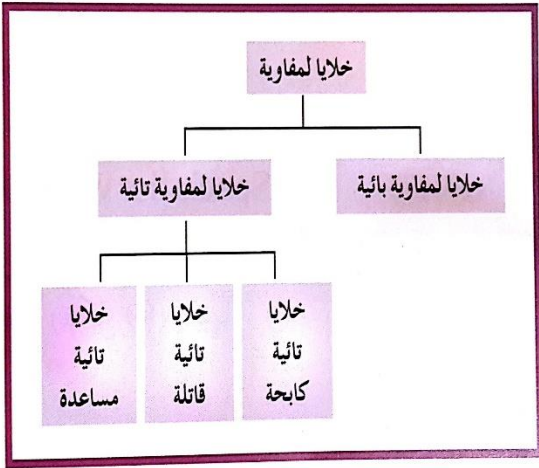 خلايا لمفاوية
خلايا لمفاوية بائية
خلايا لمفاوية تائية
خلايا
تائية
كابحة
خلايا
تائية
قاتلة
خلايا
تائية
مساعدة